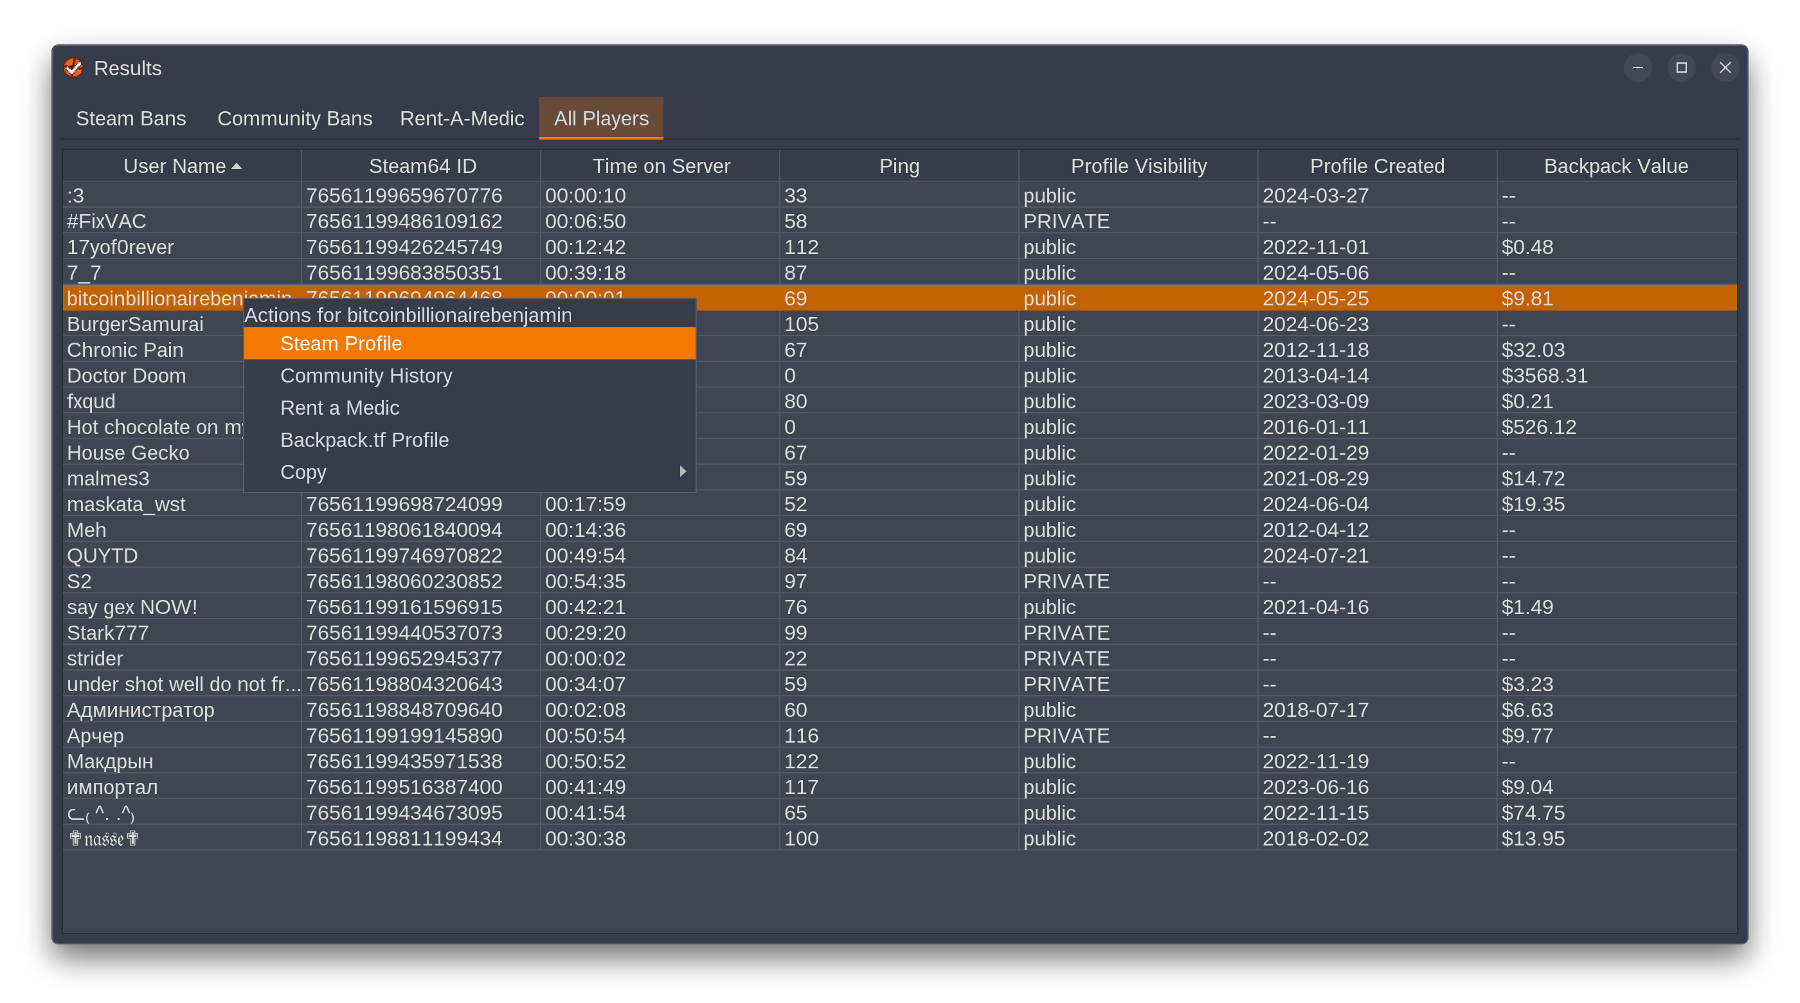 Results
Steam Bans Community Bans Rent-A-Medic All Players
User Name Steam64 ID Time on Server Ping Profile Visibility Profile Created Backpack Value
:3 76561199659670776 00:00:10 33 public 2024-03-27 --
#FixVAC 76561199486109162 00:06:50 58 PRIVATE -- --
17yof0rever 76561199426245749 00:12:42 112 public 2022-11-01 $0.48
7_7 76561199683850351 00:39:18 87 public 2024-05-06 --
bitcoinbillionairebenjamin 76561199694964468 00:00:01 69 public 2024-05-25 $9.81
Actions for bitcoinbillionairebenjamin
BurgerSamurai 105 public 2024-06-23 --
Steam Profile
Chronic Pain 67 public 2012-11-18 $32.03
Community History
Doctor Doom 0 public 2013-04-14 $3568.31
fxqud 80 public 2023-03-09 $0.21
Rent a Medic
Hot chocolate on 0 public 2016-01-11 $526.12
Backpack.tf Profile
House Gecko 67 public 2022-01-29 --
Copy
malmes3 59 public 2021-08-29 $14.72
maskata_wst 76561199698724099 00:17:59 52 public 2024-06-04 $19.35
Meh 76561198061840094 00:14:36 69 public 2012-04-12 --
QUYTD 76561199746970822 00:49:54 84 public 2024-07-21 --
S2 76561198060230852 00:54:35 97 PRIVATE -- --
say gex NOW! 76561199161596915 00:42:21 76 public 2021-04-16 $1.49
Stark777 76561199440537073 00:29:20 99 PRIVATE -- --
strider 76561199652945377 00:00:02 22 PRIVATE -- --
under shot well do not fr... 76561198804320643 00:34:07 59 PRIVATE -- $3.23
Администратор 76561198848709640 00:02:08 60 public 2018-07-17 $6.63
Арчер 76561199199145890 00:50:54 116 PRIVATE -- $9.77
Макдрын 76561199435971538 00:50:52 122 public 2022-11-19 --
импортал 76561199516387400 00:41:49 117 public 2023-06-16 $9.04
ᓚ₍ ^. .^₎ 76561199434673095 00:41:54 65 public 2022-11-15 $74.75
✟𝔫𝔞𝔰𝔰𝔢✟ 76561198811199434 00:30:38 100 public 2018-02-02 $13.95